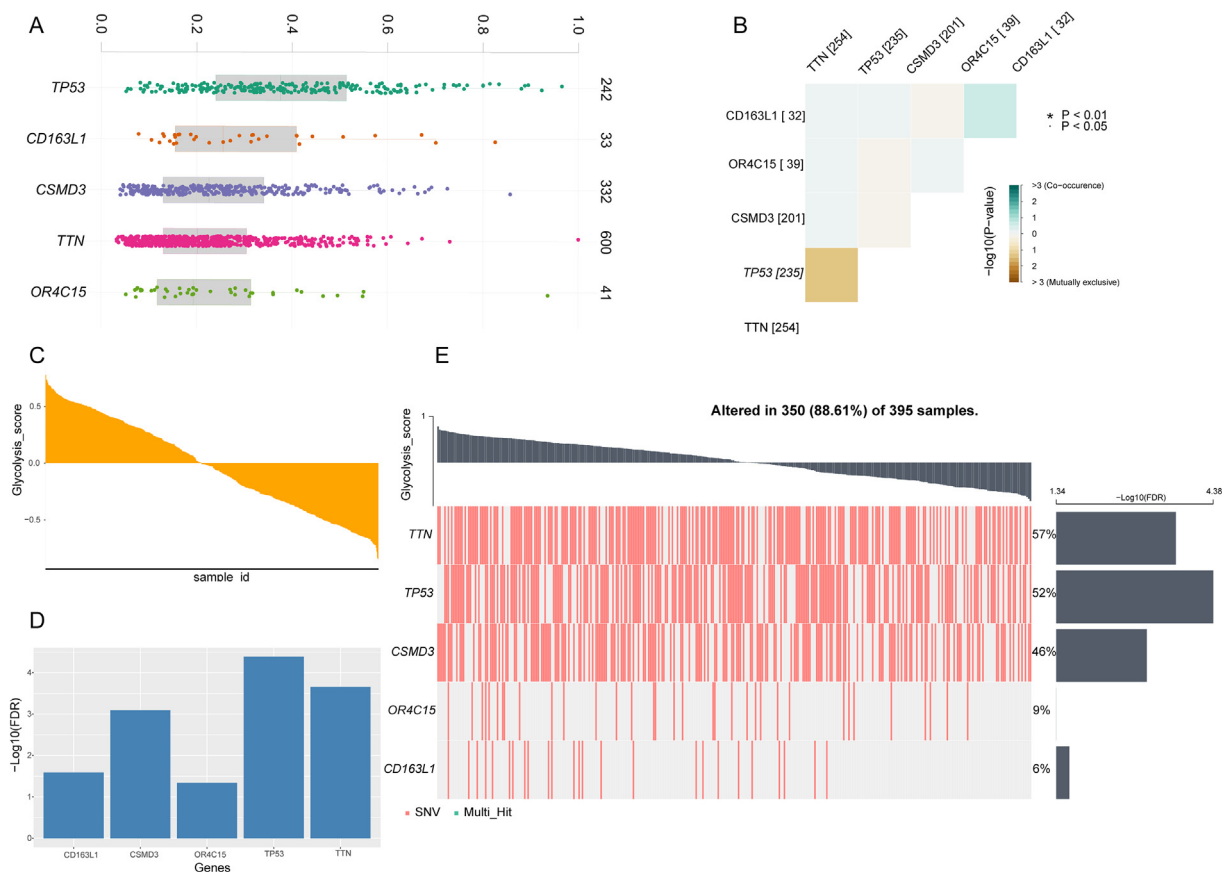 A
0.0 0.2 0.4 0.6 0.8 1.0
TP53 242
CD163L1 33
CSMD3 332
TTN 600
OR4C15 41
B
TTN [254]
TP53 [235]
CSMD3 [201]
OR4C15 [ 39]
CD163L1 [ 32]
CD163L1 [ 32]
OR4C15 [ 39]
CSMD3 [201]
TP53 [235]
TTN [254]
* P < 0.01
· P < 0.05
−log10(P−value)
>3 (Co−occurence)
2
1
0
1
2
> 3 (Mutually exclusive)
C
Glycolysis_score
0.5
0.0
−0.5
sample_id
D
−Log10(FDR)
4
3
2
1
0
CD163L1 CSMD3 OR4C15 TP53 TTN
Genes
E
Altered in 350 (88.61%) of 395 samples.
Glycolysis_score
1
−Log10(FDR)
1.34 4.38
TTN 57%
TP53 52%
CSMD3 46%
OR4C15 9%
CD163L1 6%
SNV Multi_Hit